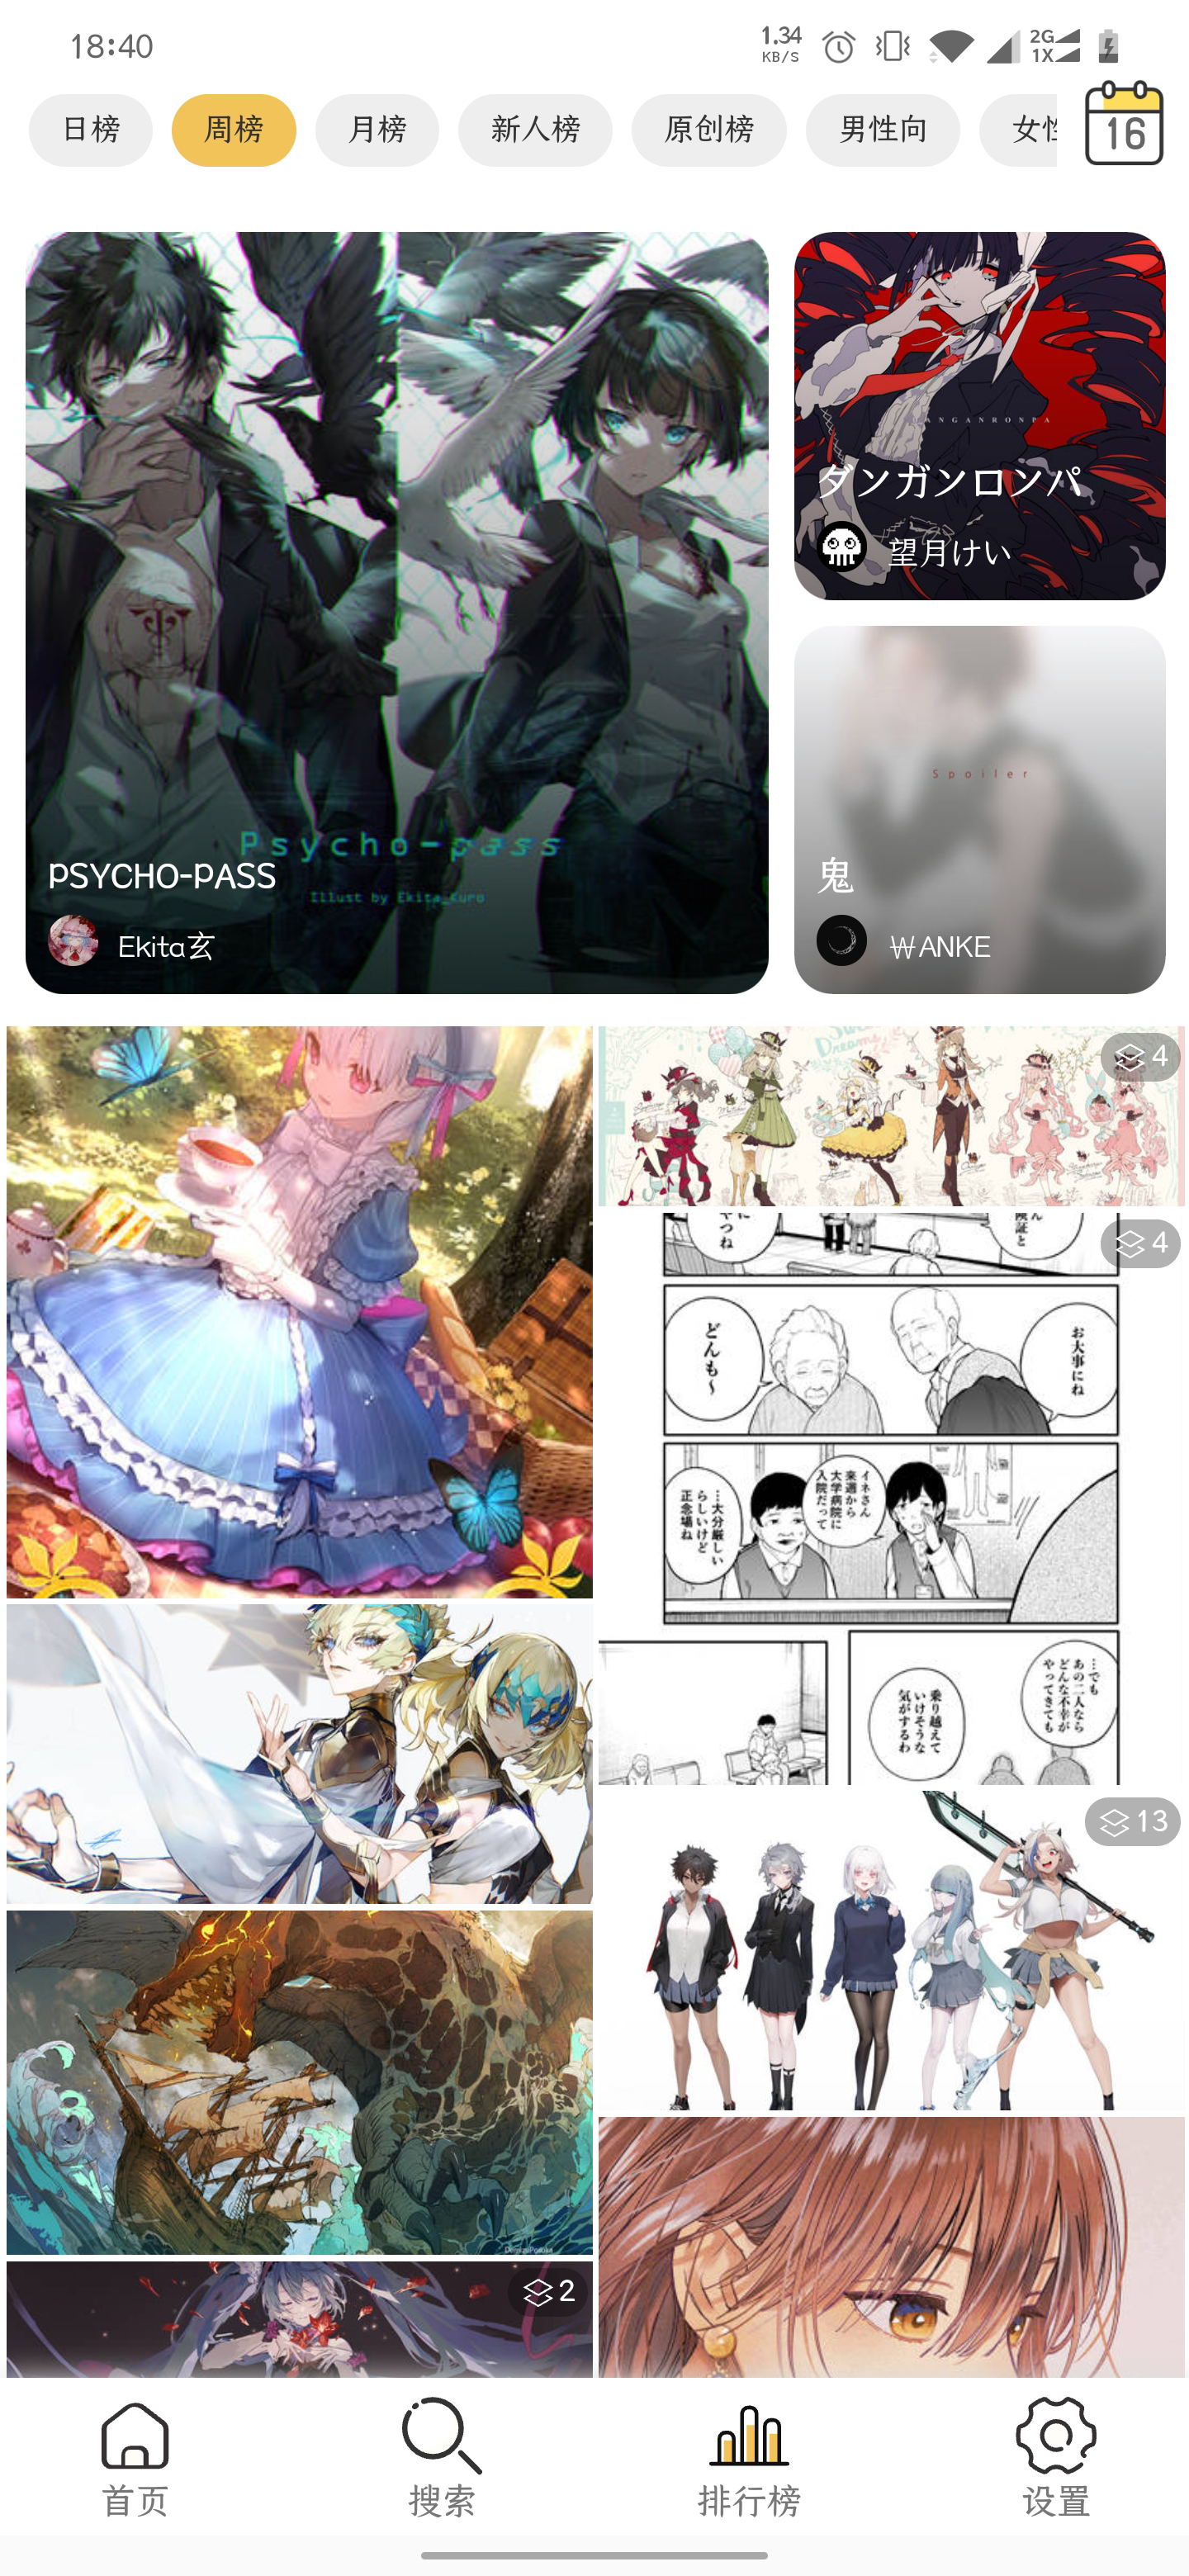 18:40
1.34
KB/S
2G
1X
日榜
周榜
月榜
新人榜
原创榜
男性向
女性
16
Psycho-pass
Illust by Ekita_Kuro
PSYCHO-PASS
Ekita玄
ダンガンロンパ
望月けい
Spoiler
鬼
₩ANKE
Dreams
4
4
どんも〜
お大事にね
イネさん
来週から
大学病院に
入院だって
…大分厳しい
らしいけど
正念場ね
…でも
あの二人なら
どんな不幸が
やってきても
乗り越えて
いけそうな
気がするわ
13
2
首页
搜索
排行榜
设置